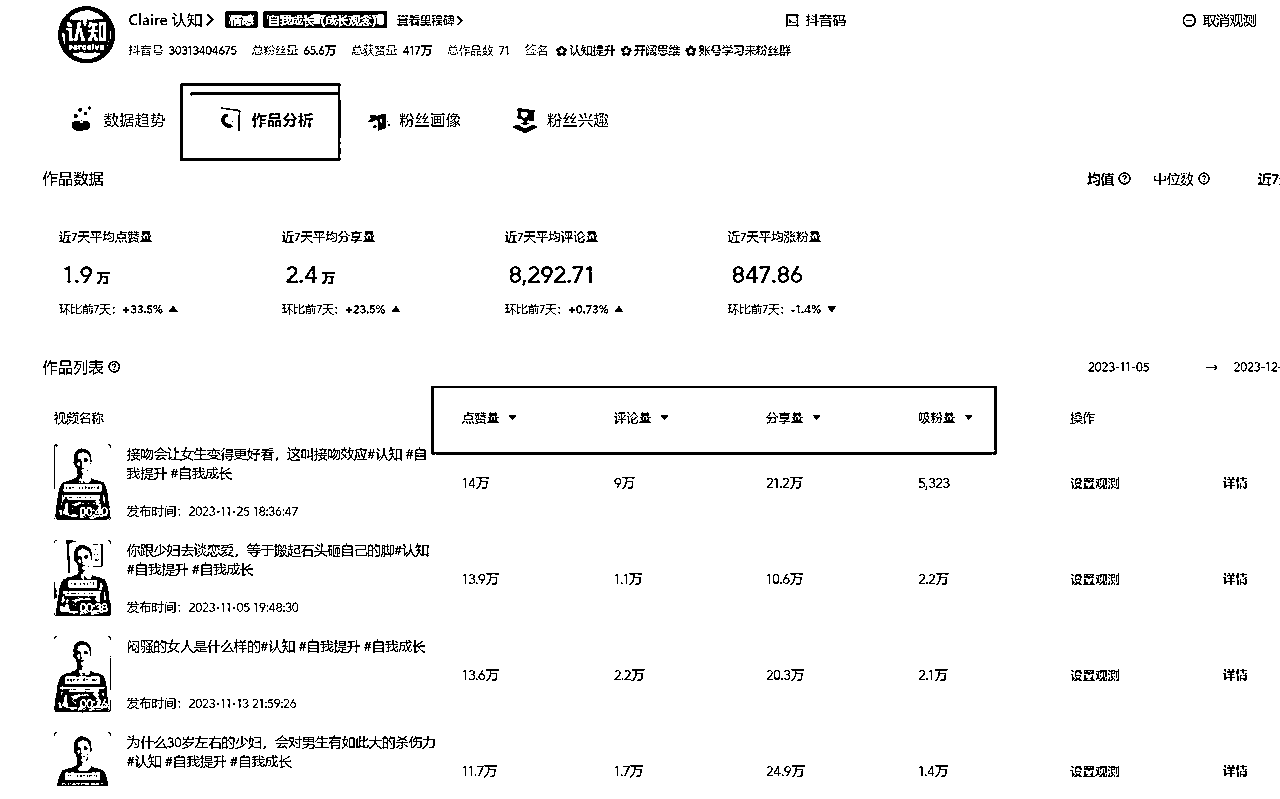 认知
perceive
Claire 认知 情感 自我成长(成长观念) 查看里程碑
抖音码
取消观测
抖音号 30313404675 总粉丝量 65.6万 总获赞量 417万 总作品数 71 签名 ✿认知提升 ✿开阔思维 ✿账号学习来粉丝群
数据趋势 作品分析 粉丝画像 粉丝兴趣
作品数据 均值 中位数 近7
近7天平均点赞量 近7天平均分享量 近7天平均评论量 近7天平均涨粉量
1.9万 2.4万 8,292.71 847.86
环比前7天: +33.5% ▲ 环比前7天: +23.5% ▲ 环比前7天: +0.73% ▲ 环比前7天: -1.4% ▼
作品列表 2023-11-05 → 2023-12-
视频名称 点赞量 评论量 分享量 吸粉量 操作
接吻会让女生变得更好看，这叫接吻效应#认知 #自
我提升 #自我成长
00:40
发布时间：2023-11-25 18:36:47
14万 9万 21.2万 5,323 设置观测 详情
你跟少妇去谈恋爱，等于搬起石头砸自己的脚#认知
#自我提升 #自我成长
00:38
发布时间：2023-11-05 19:48:30
13.9万 1.1万 10.6万 2.2万 设置观测 详情
闷骚的女人是什么样的#认知 #自我提升 #自我成长
发布时间：2023-11-13 21:59:26
13.6万 2.2万 20.3万 2.1万 设置观测 详情
为什么30岁左右的少妇，会对男生有如此大的杀伤力
#认知 #自我提升 #自我成长
11.7万 1.7万 24.9万 1.4万 设置观测 详情